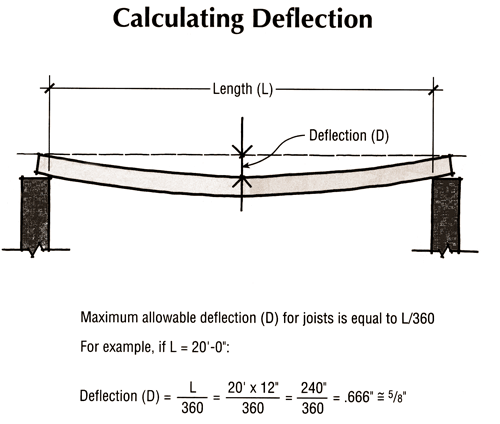 Calculating Deflection
Length (L)
Deflection (D)
Maximum allowable deflection (D) for joists is equal to L/360
For example, if L = 20'-0":
Deflection (D) = L/360 = 20' x 12"/360 = 240"/360 = .666" ≅ 5/8"